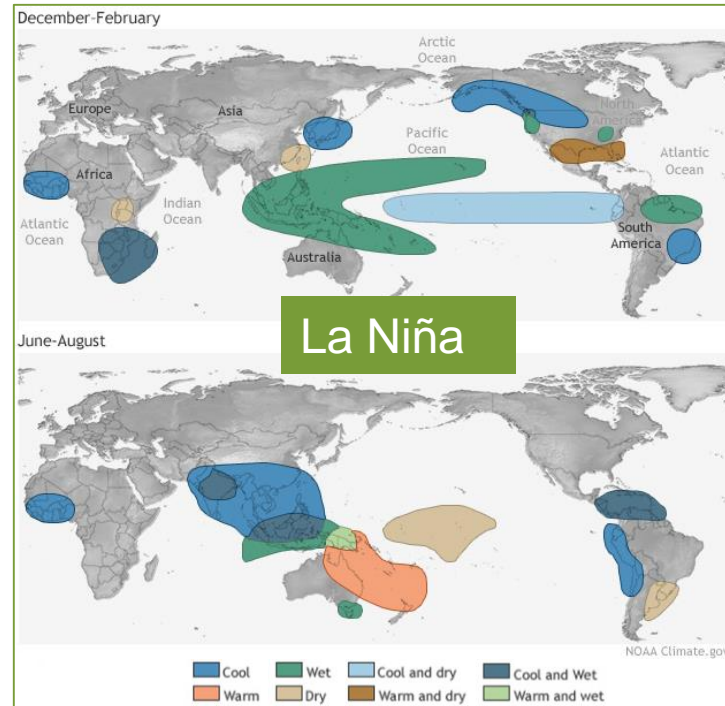 December-February
Arctic
Ocean
Europe
Asia
North
America
Pacific
Ocean
Atlantic
Ocean
Africa
Indian
Ocean
Atlantic
Ocean
South
America
Australia
La Niña
June-August
NOAA Climate.gov
Cool
Wet
Cool and dry
Cool and Wet
Warm
Dry
Warm and dry
Warm and wet